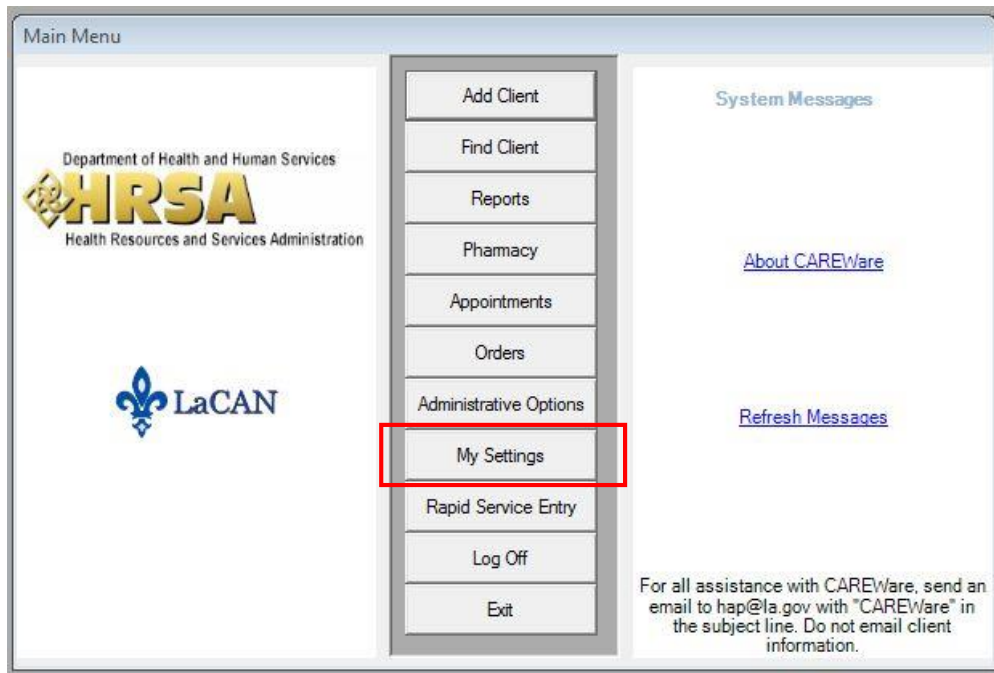 Main Menu
Department of Health and Human Services
HRSA
Health Resources and Services Administration
LaCAN
Add Client
Find Client
Reports
Pharmacy
Appointments
Orders
Administrative Options
My Settings
Rapid Service Entry
Log Off
Exit
System Messages
About CAREWare
Refresh Messages
For all assistance with CAREWare, send an
email to hap@la.gov with "CAREWare" in
the subject line. Do not email client
information.